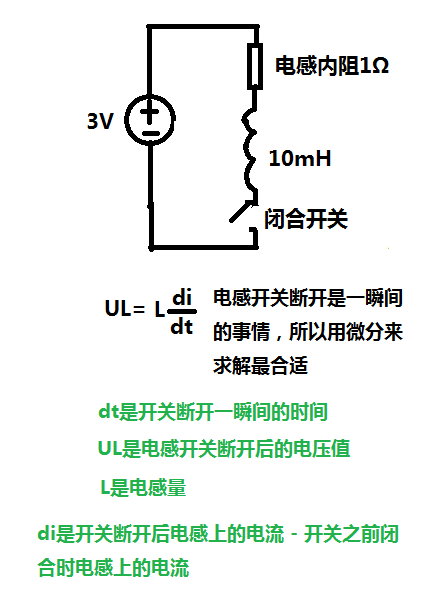 电感内阻1Ω
3V
10mH
闭合开关
UL= L di/dt
电感开关断开是一瞬间
的事情，所以用微分来
求解最合适
dt是开关断开一瞬间的时间
UL是电感开关断开后的电压值
L是电感量
di是开关断开后电感上的电流 - 开关之前闭
合时电感上的电流